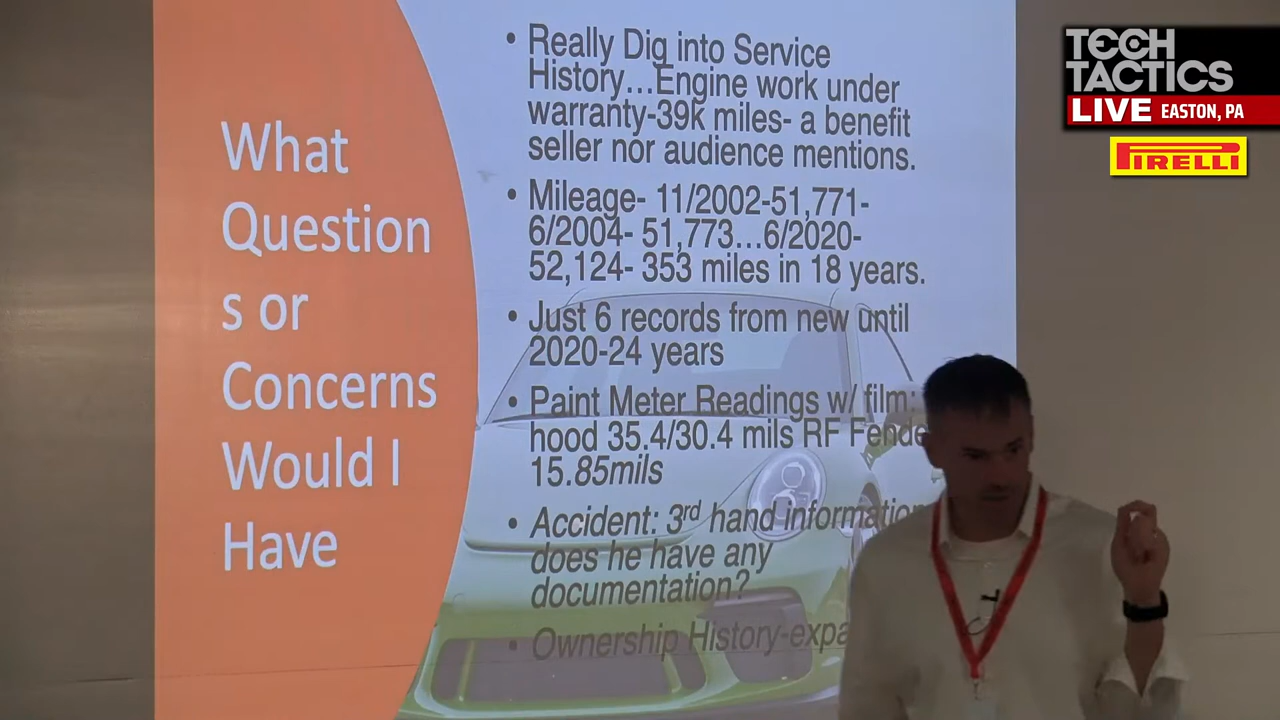 What
Question
s or
Concerns
Would I
Have
• Really Dig into Service
History...Engine work under
warranty-39k miles- a benefit
seller nor audience mentions.
• Mileage- 11/2002-51,771-
6/2004- 51,773...6/2020-
52,124- 353 miles in 18 years.
• Just 6 records from new until
2020-24 years
• Paint Meter Readings w/ film:
hood 35.4/30.4 mils RF Fende
15.85mils
• Accident: 3rd hand information
does he have any
documentation?
• Ownership History-expa
TECH
TACTICS
LIVE EASTON, PA
PIRELLI